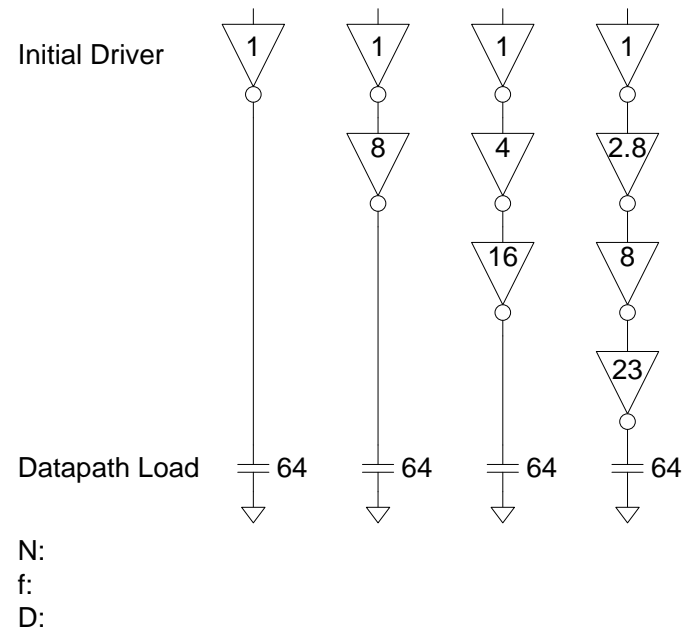 Initial Driver 1 1 1 1
8 4 2.8
16 8
23
Datapath Load 64 64 64 64
N:
f:
D: